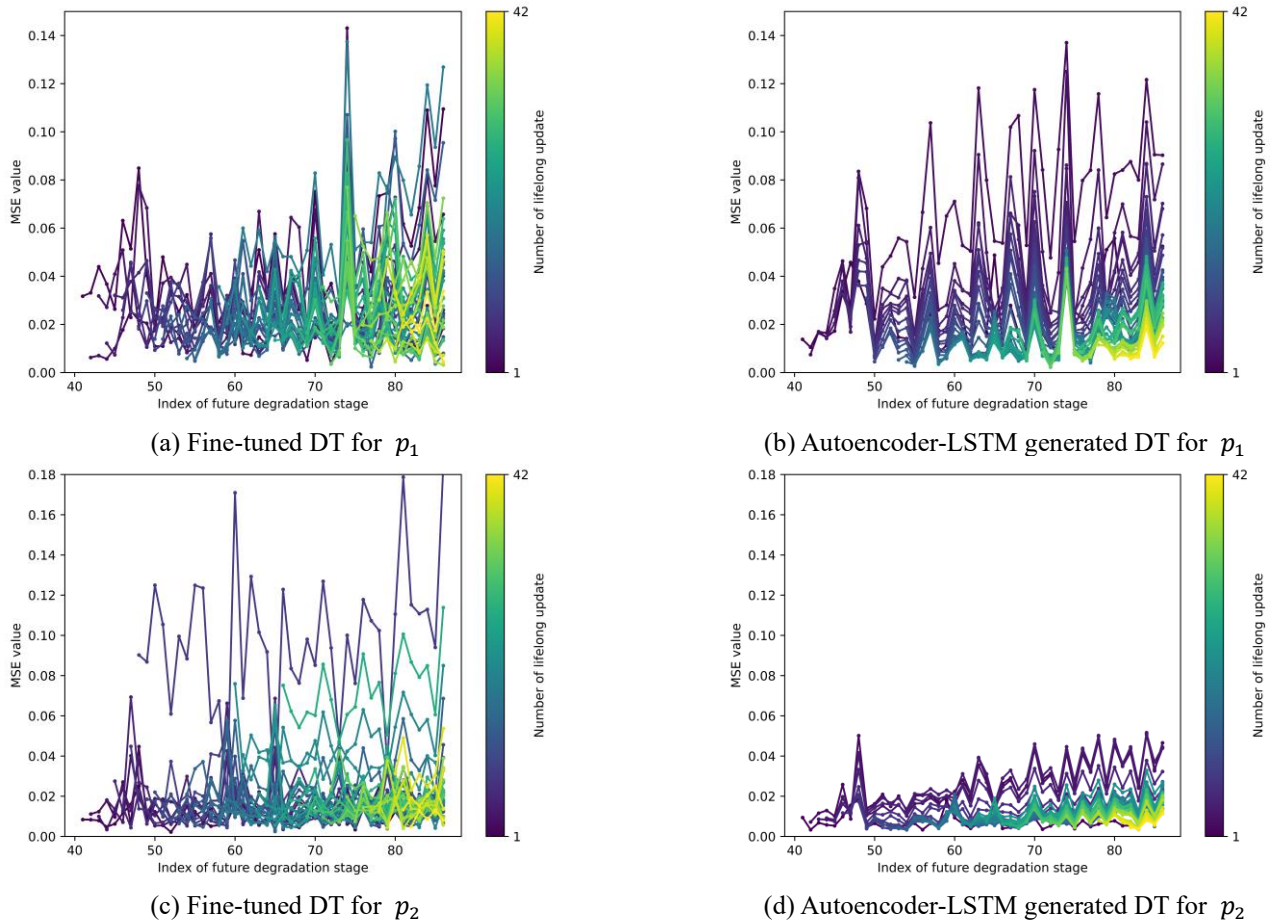 0.14
0.12
0.10
0.08
0.06
0.04
0.02
0.00
MSE value
40 50 60 70 80
Index of future degradation stage
42
1
Number of lifelong update
(a) Fine-tuned DT for p₁
0.14
0.12
0.10
0.08
0.06
0.04
0.02
0.00
MSE value
40 50 60 70 80
Index of future degradation stage
42
1
Number of lifelong update
(b) Autoencoder-LSTM generated DT for p₁
0.18
0.16
0.14
0.12
0.10
0.08
0.06
0.04
0.02
0.00
MSE value
40 50 60 70 80
Index of future degradation stage
42
1
Number of lifelong update
(c) Fine-tuned DT for p₂
0.18
0.16
0.14
0.12
0.10
0.08
0.06
0.04
0.02
0.00
MSE value
40 50 60 70 80
Index of future degradation stage
42
1
Number of lifelong update
(d) Autoencoder-LSTM generated DT for p₂